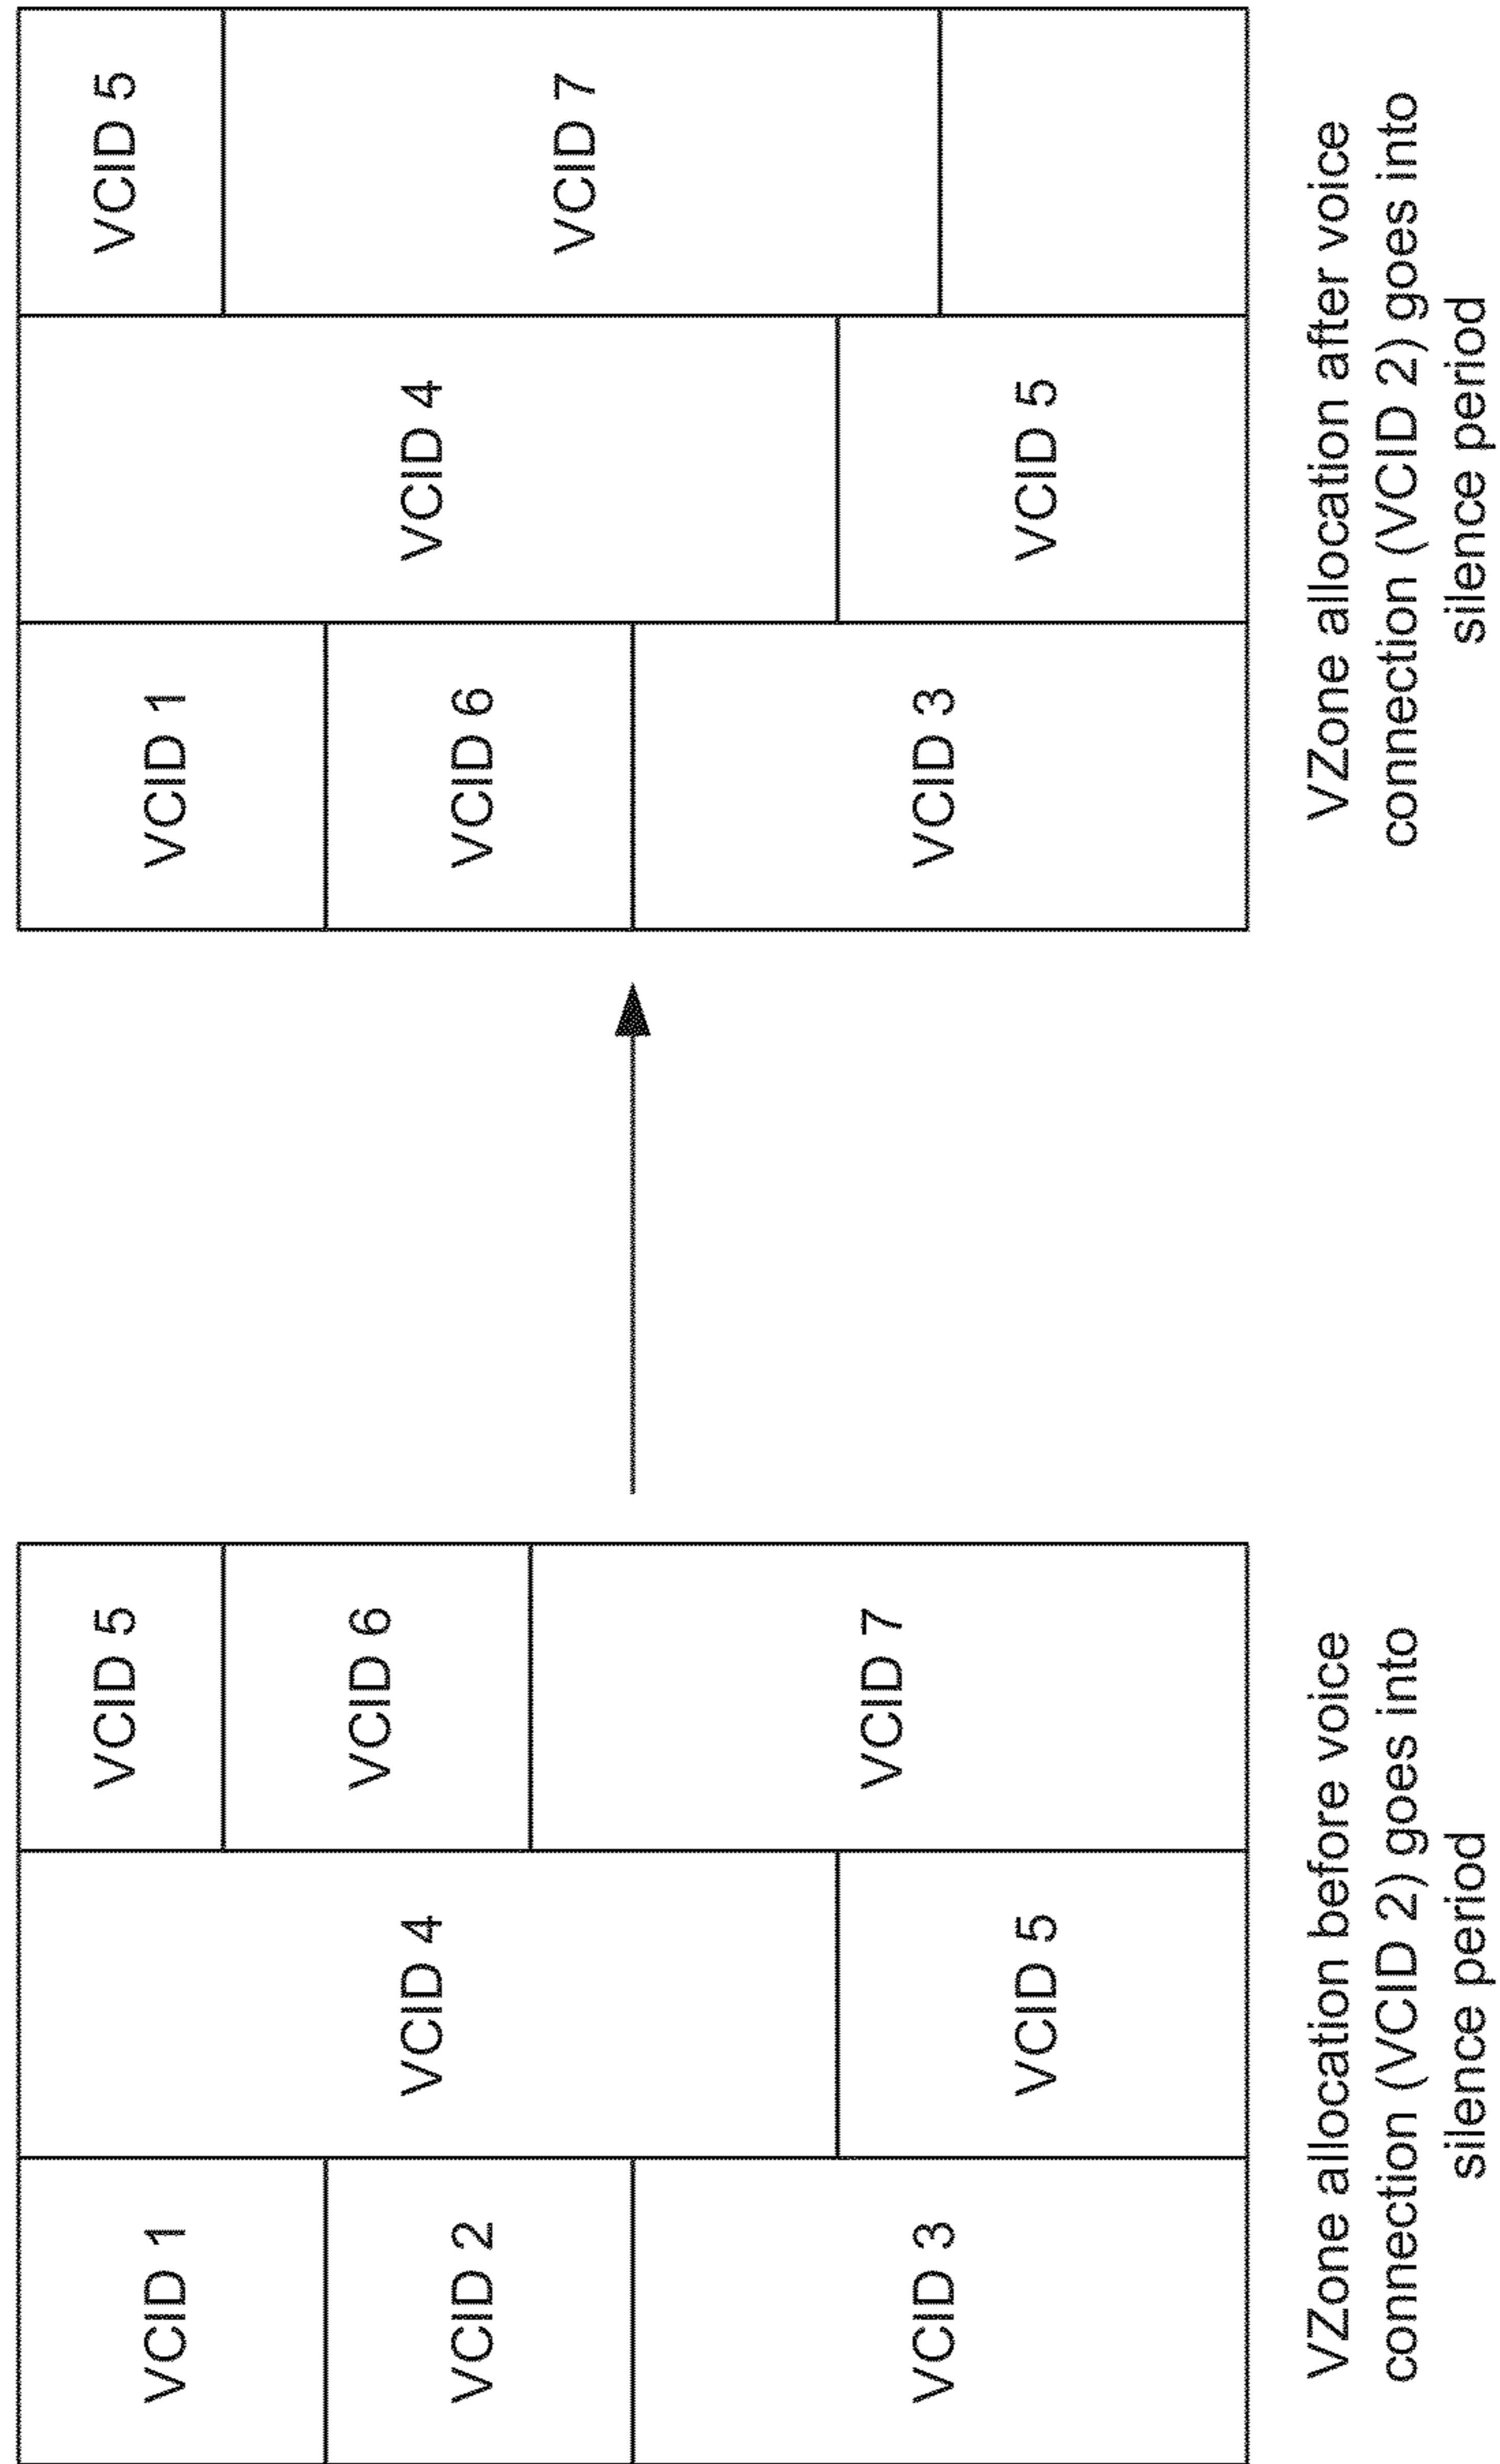 VCID 1
VCID 2
VCID 3
VCID 4
VCID 5
VCID 5
VCID 6
VCID 7
VZone allocation before voice
connection (VCID 2) goes into
silence period
VCID 1
VCID 6
VCID 3
VCID 4
VCID 5
VCID 5
VCID 7
VZone allocation after voice
connection (VCID 2) goes into
silence period